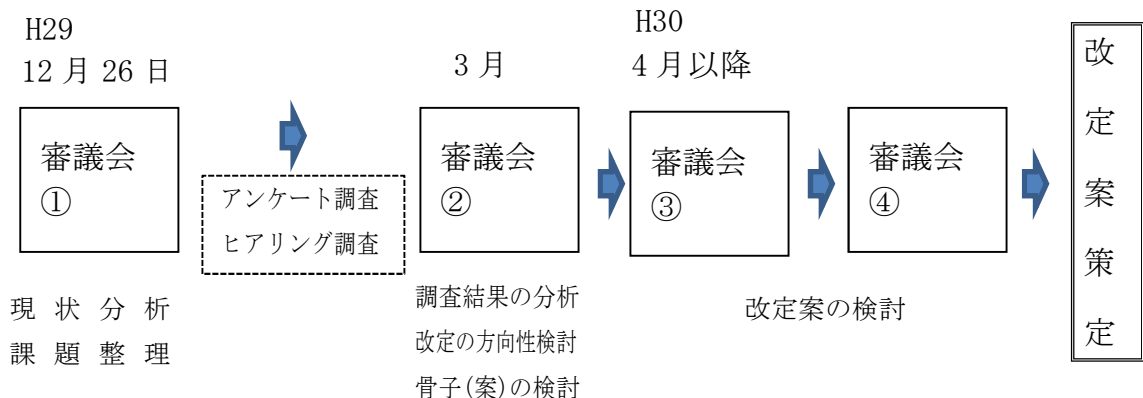 H29
12月26日
3月
H30
4月以降
審議会
①
アンケート調査
ヒアリング調査
審議会
②
審議会
③
審議会
④
改定案策定
現状分析
課題整理
調査結果の分析
改定の方向性検討
骨子(案)の検討
改定案の検討